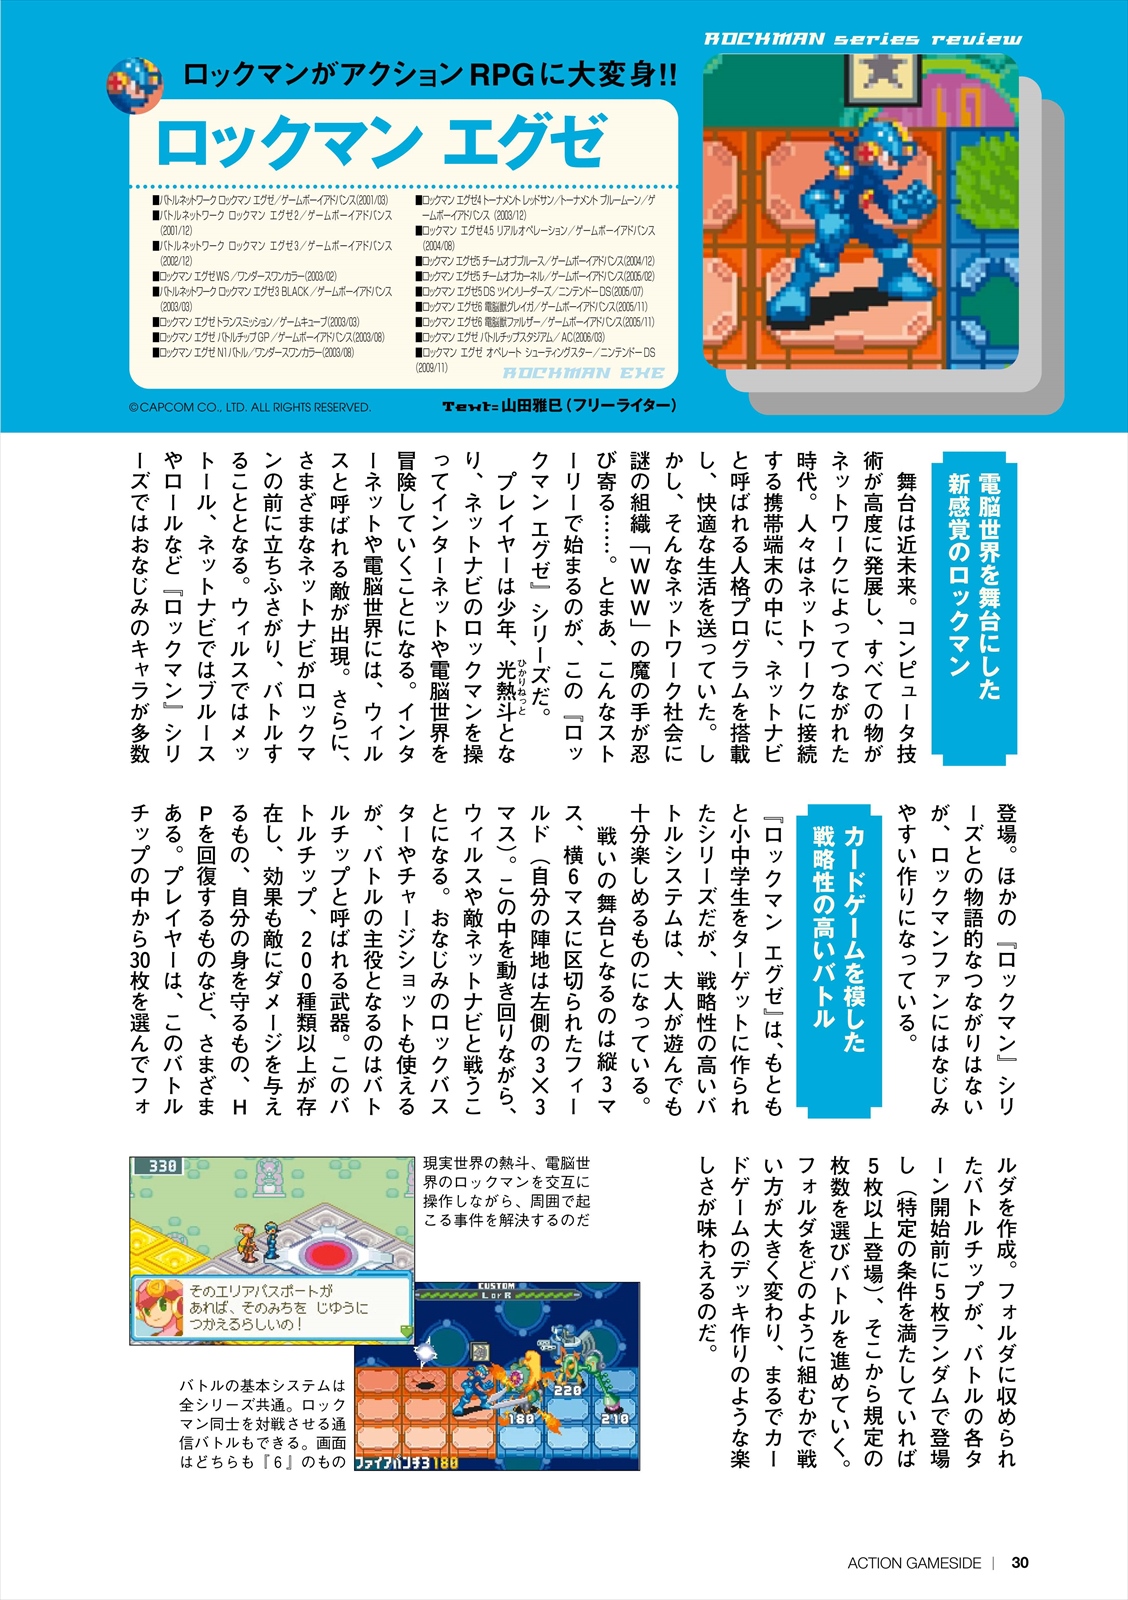 ROCKMAN series review
ロックマンがアクションRPGに大変身!!
ロックマン エグゼ
■バトルネットワーク ロックマン エグゼ／ゲームボーイアドバンス(2001/03)
■バトルネットワーク ロックマン エグゼ2／ゲームボーイアドバンス
(2001/12)
■バトルネットワーク ロックマン エグゼ3／ゲームボーイアドバンス
(2002/12)
■ロックマン エグゼWS／ワンダースワンカラー(2003/02)
■バトルネットワーク ロックマン エグゼ3 BLACK／ゲームボーイアドバンス
(2003/03)
■ロックマン エグゼ トランスミッション／ゲームキューブ(2003/03)
■ロックマン エグゼ バトルチップGP／ゲームボーイアドバンス(2003/08)
■ロックマン エグゼ N1バトル／ワンダースワンカラー(2003/08)
■ロックマン エグゼ4 トーナメント レッドサン／トーナメント ブルームーン／ゲ
ームボーイアドバンス (2003/12)
■ロックマン エグゼ4.5 リアルオペレーション／ゲームボーイアドバンス
(2004/08)
■ロックマン エグゼ5 チームオブブルース／ゲームボーイアドバンス(2004/12)
■ロックマン エグゼ5 チームオブカーネル／ゲームボーイアドバンス(2005/02)
■ロックマン エグゼ5 DS ツインリーダーズ／ニンテンドーDS(2005/07)
■ロックマン エグゼ6 電脳獣グレイガ／ゲームボーイアドバンス(2005/11)
■ロックマン エグゼ6 電脳獣ファルザー／ゲームボーイアドバンス(2005/11)
■ロックマン エグゼ バトルチップスタジアム／AC(2006/03)
■ロックマン エグゼ オペレート シューティングスター／ニンテンドーDS
(2009/11)
ROCKMAN EXE
©CAPCOM CO., LTD. ALL RIGHTS RESERVED.
Text=山田雅巳(フリーライター)
電脳世界を舞台にした
新感覚のロックマン
舞台は近未来。コンピュータ技
術が高度に発展し、すべての物が
ネットワークによってつながれた
時代。人々はネットワークに接続
する携帯端末の中に、ネットナビ
と呼ばれる人格プログラムを搭載
し、快適な生活を送っていた。し
かし、そんなネットワーク社会に
謎の組織「WWW」の魔の手が忍
び寄る……。とまあ、こんなスト
ーリーで始まるのが、この『ロッ
クマン エグゼ』シリーズだ。
プレイヤーは少年、光熱斗とな
ひかりねっと
り、ネットナビのロックマンを操
ってインターネットや電脳世界を
冒険していくことになる。インタ
ーネットや電脳世界には、ウィル
スと呼ばれる敵が出現。さらに、
さまざまなネットナビがロックマ
ンの前に立ちふさがり、バトルす
ることとなる。ウィルスではメッ
トール、ネットナビではブルース
やロールなど『ロックマン』シリ
ーズではおなじみのキャラが多数
登場。ほかの『ロックマン』シリ
ーズとの物語的なつながりはない
が、ロックマンファンにはなじみ
やすい作りになっている。
カードゲームを模した
戦略性の高いバトル
『ロックマン エグゼ』は、もとも
と小中学生をターゲットに作られ
たシリーズだが、戦略性の高いバ
トルシステムは、大人が遊んでも
十分楽しめるものになっている。
戦いの舞台となるのは縦3マ
ス、横6マスに区切られたフィー
ルド（自分の陣地は左側の3×3
マス）。この中を動き回りながら、
ウィルスや敵ネットナビと戦うこ
とになる。おなじみのロックバス
ターやチャージショットも使える
が、バトルの主役となるのはバト
ルチップと呼ばれる武器。このバ
トルチップ、200種類以上が存
在し、効果も敵にダメージを与え
るもの、自分の身を守るもの、H
Pを回復するものなど、さまざま
ある。プレイヤーは、このバトル
チップの中から30枚を選んでフォ
ルダを作成。フォルダに収められ
たバトルチップが、バトルの各タ
ーン開始前に5枚ランダムで登場
し（特定の条件を満たしていれば
5枚以上登場）、そこから規定の
枚数を選びバトルを進めていく。
フォルダをどのように組むかで戦
い方が大きく変わり、まるでカー
ドゲームのデッキ作りのような楽
しさが味わえるのだ。
330
そのエリアパスポートが
あれば、そのみちを じゆうに
つかえるらしいの！
現実世界の熱斗、電脳世
界のロックマンを交互に
操作しながら、周囲で起
こる事件を解決するのだ
CUSTOM
L or R
220
180
210
ファイアパンチ3 180
バトルの基本システムは
全シリーズ共通。ロック
マン同士を対戦させる通
信バトルもできる。画面
はどちらも『6』のもの
ACTION GAMESIDE | 30